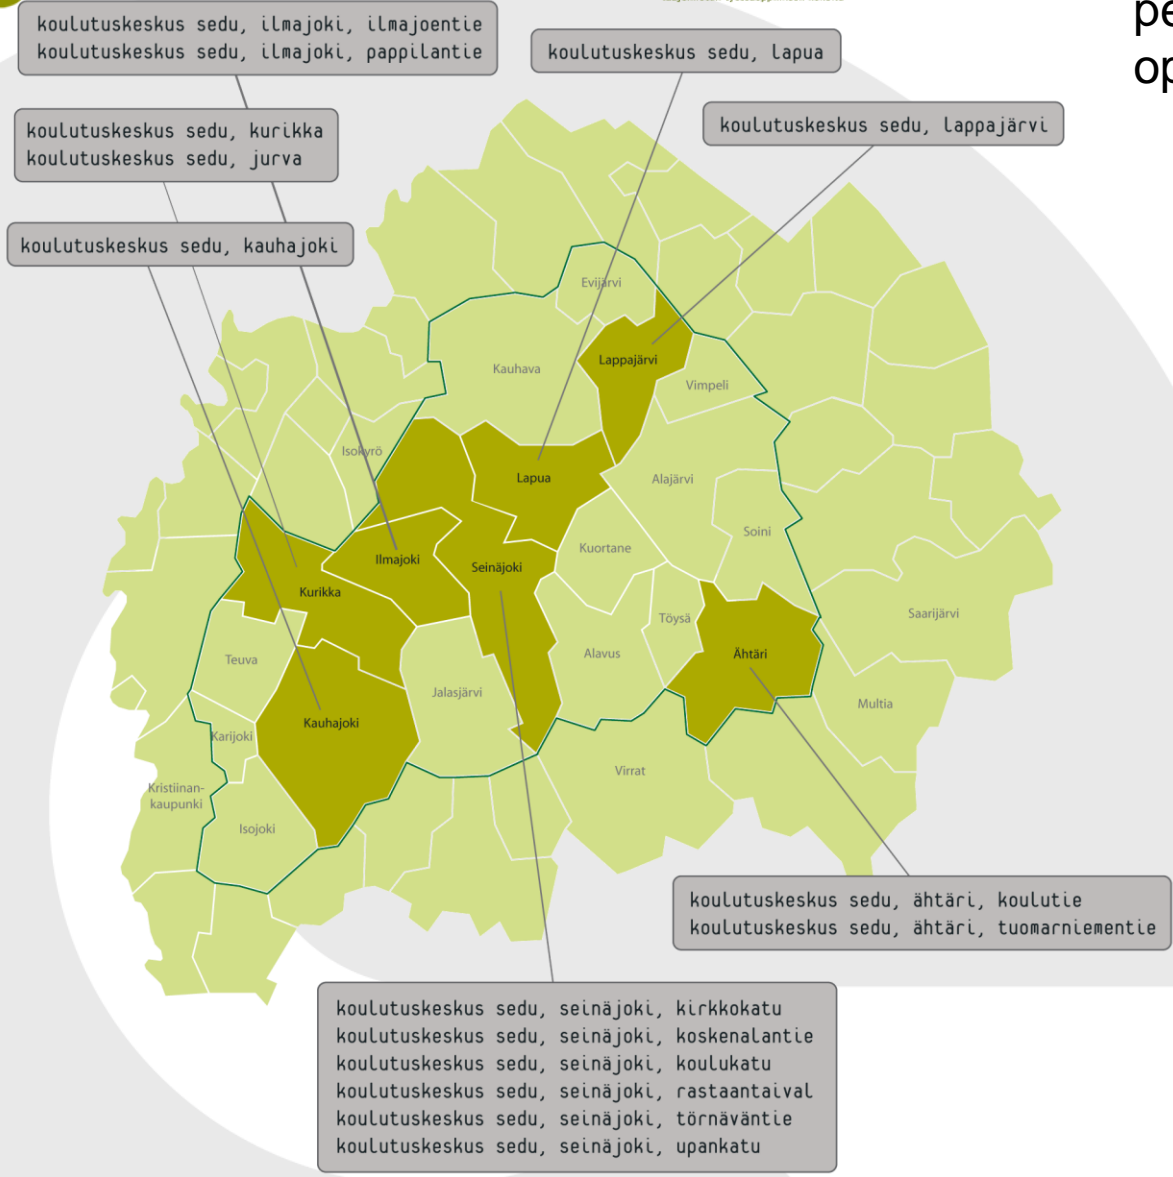 koulutuskeskus sedu, ilmajoki, ilmajoentie
koulutuskeskus sedu, ilmajoki, pappilantie
koulutuskeskus sedu, lapua
koulutuskeskus sedu, lappajärvi
koulutuskeskus sedu, kurikka
koulutuskeskus sedu, jurva
koulutuskeskus sedu, kauhajoki
Evijärvi
Lappajärvi
Kauhava
Vimpeli
Isokyrö
Lapua
Alajärvi
Soini
Kuortane
Ilmajoki
Seinäjoki
Kurikka
Saarijärvi
Töysä
Teuva
Alavus
Ähtäri
Jalasjärvi
Multia
Kauhajoki
Karijoki
Virrat
Kristiinan-
kaupunki
Isojoki
koulutuskeskus sedu, ähtäri, koulutie
koulutuskeskus sedu, ähtäri, tuomarniementie
koulutuskeskus sedu, seinäjoki, kirkkokatu
koulutuskeskus sedu, seinäjoki, koskenalantie
koulutuskeskus sedu, seinäjoki, koulukatu
koulutuskeskus sedu, seinäjoki, rastaantaival
koulutuskeskus sedu, seinäjoki, törnäväntie
koulutuskeskus sedu, seinäjoki, upankatu